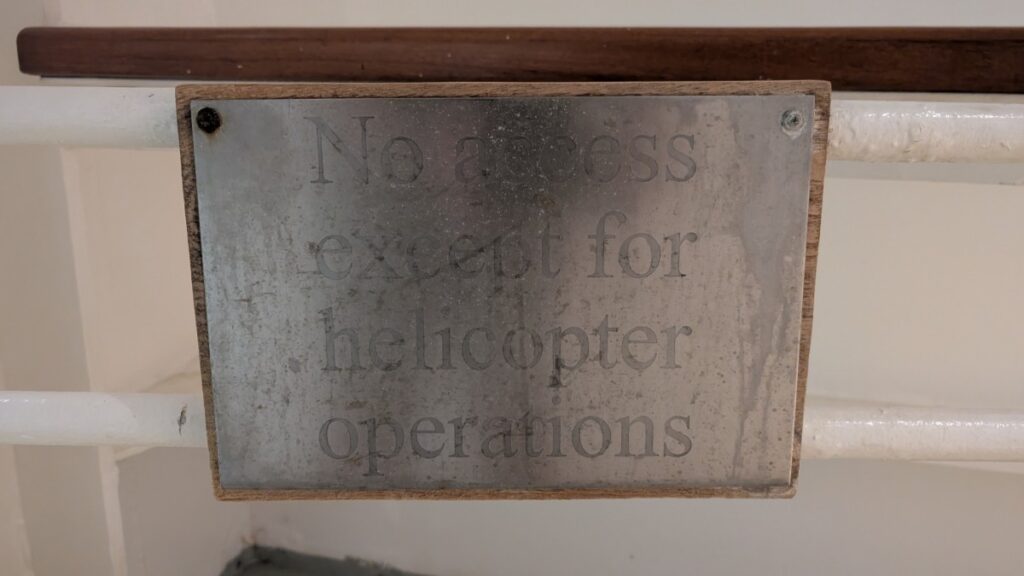 No access
except for
helicopter
operations